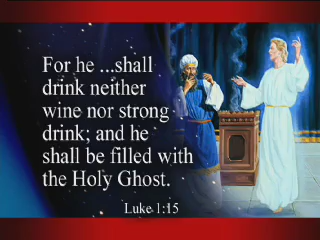 For he ...shall
drink neither
wine nor strong
drink; and he
shall be filled with
the Holy Ghost.
Luke 1:15